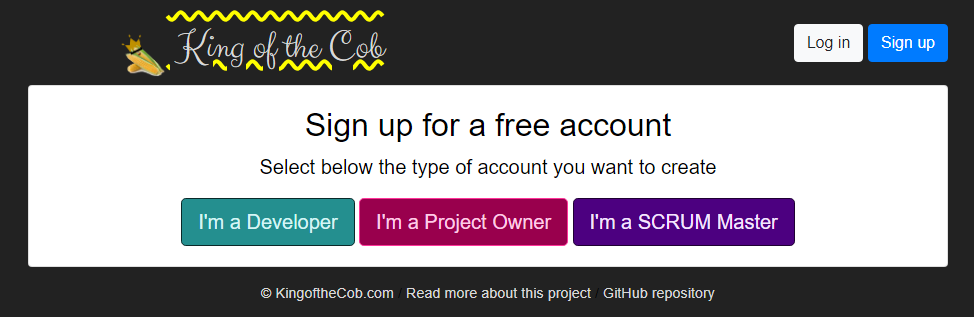 King of the Cob
Log in
Sign up
Sign up for a free account
Select below the type of account you want to create
I'm a Developer
I'm a Project Owner
I'm a SCRUM Master
© KingoftheCob.com / Read more about this project / GitHub repository